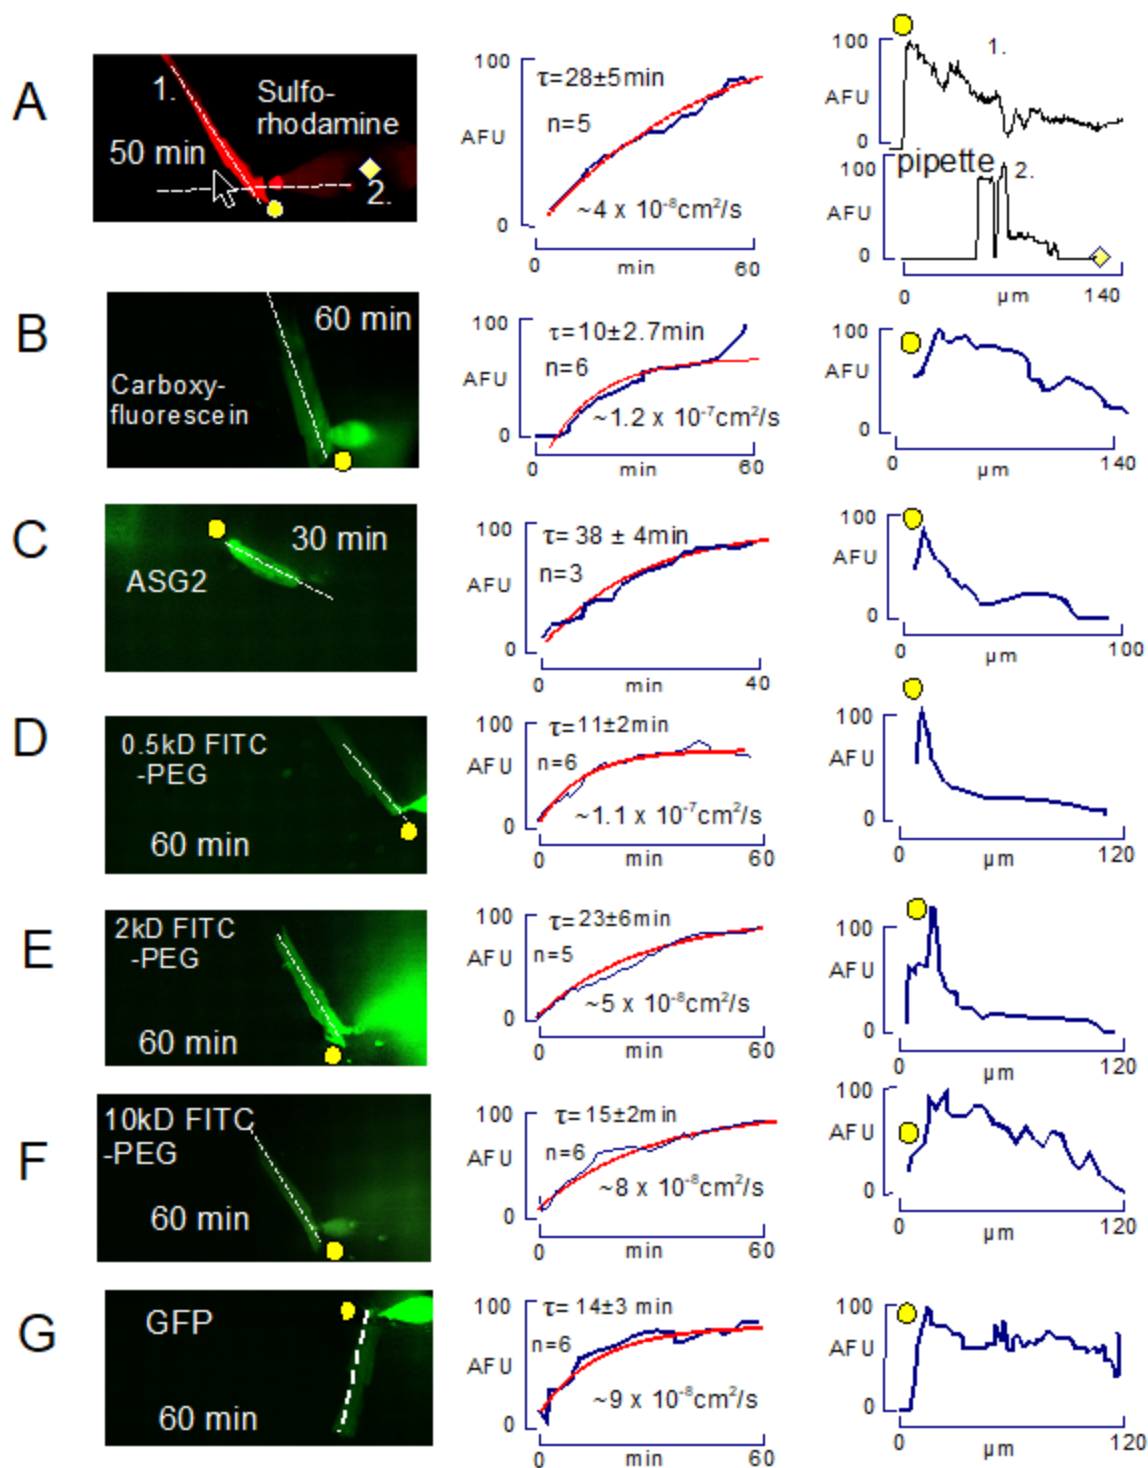 A
1.
Sulfo-
rhodamine
50 min
2.
100
AFU
0
τ=28±5min
n=5
~4 x 10⁻⁸cm²/s
0 min 60
100
AFU
0
1.
100
AFU
0
pipette
2.
0 µm 140
B
60 min
Carboxy-
fluorescein
100
AFU
0
τ=10±2.7min
n=6
~1.2 x 10⁻⁷cm²/s
0 min 60
100
AFU
0
0 µm 140
C
30 min
ASG2
100
AFU
0
τ= 38 ± 4min
n=3
0 min 40
100
AFU
0
0 µm 100
D
0.5kD FITC
-PEG
60 min
100
AFU
0
τ=11±2min
n=6
~1.1 x 10⁻⁷cm²/s
0 min 60
100
AFU
0
0 µm 120
E
2kD FITC
-PEG
60 min
100
AFU
0
τ=23±6min
n=5
~5 x 10⁻⁸cm²/s
0 min 60
100
AFU
0
0 µm 120
F
10kD FITC
-PEG
60 min
100
AFU
0
τ=15±2min
n=6
~8 x 10⁻⁸cm²/s
0 min 60
100
AFU
0
0 µm 120
G
GFP
60 min
100
AFU
0
τ=14±3 min
n=6
~9 x 10⁻⁸cm²/s
0 min 60
100
AFU
0
0 µm 120